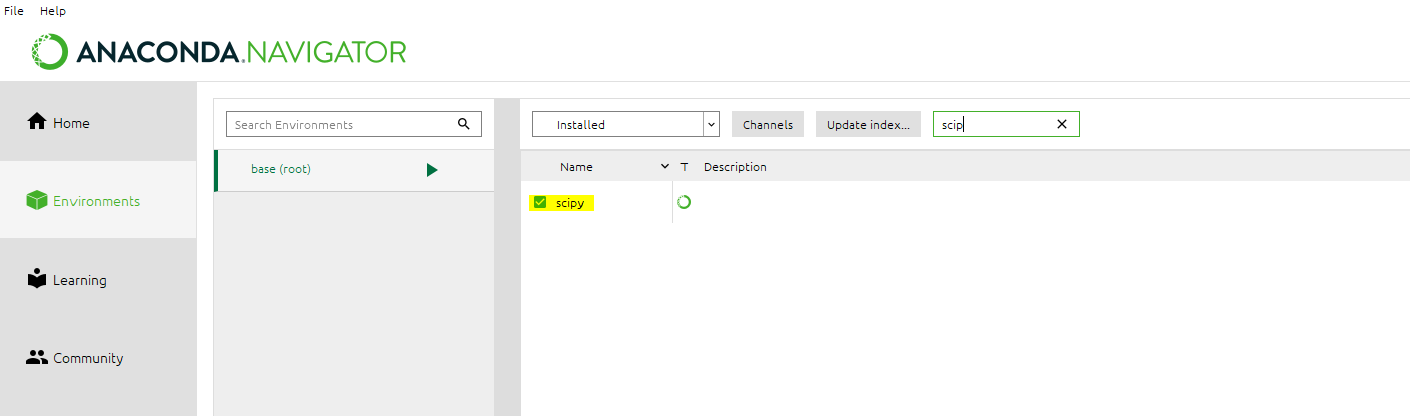 File Help
ANACONDA.NAVIGATOR
Home
Environments
Learning
Community
Search Environments
base (root)
Installed Channels Update index... scip
Name T Description
scipy